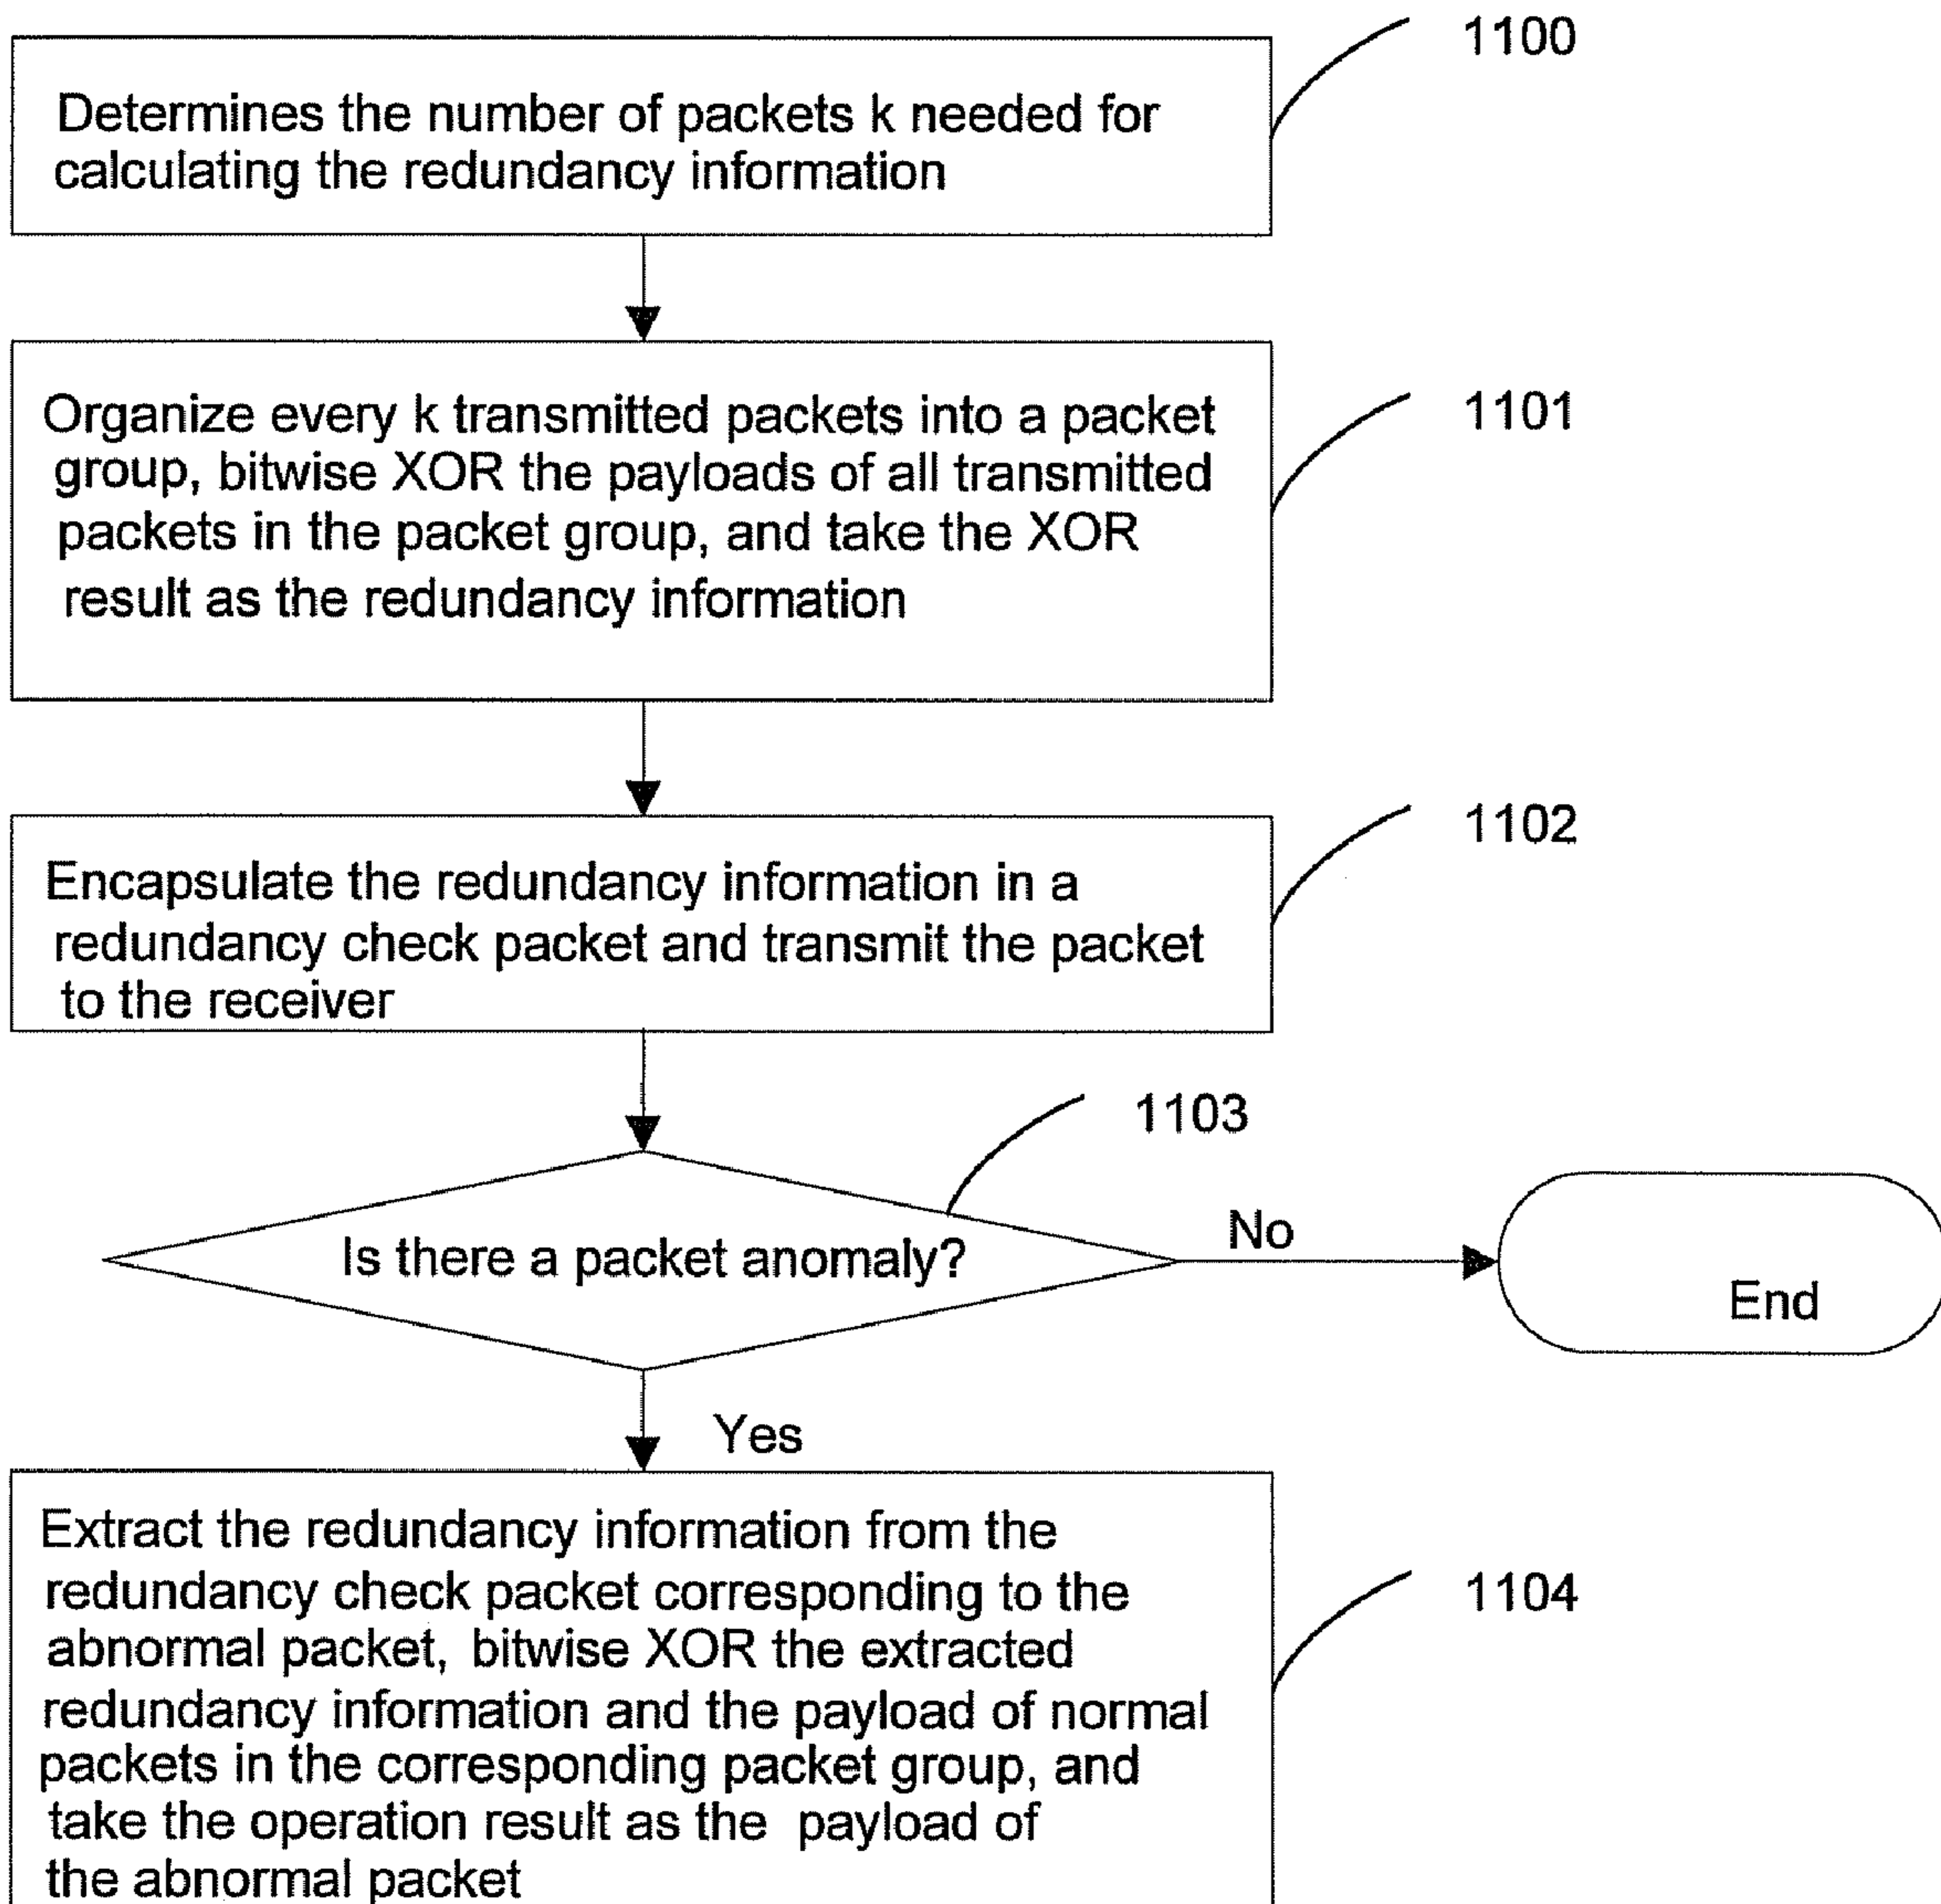 1100
Determines the number of packets k needed for
calculating the redundancy information
Organize every k transmitted packets into a packet
group, bitwise XOR the payloads of all transmitted
packets in the packet group, and take the XOR
result as the redundancy information
1101
Encapsulate the redundancy information in a
redundancy check packet and transmit the packet
to the receiver
1102
1103
Is there a packet anomaly?
No
End
Yes
Extract the redundancy information from the
redundancy check packet corresponding to the
abnormal packet, bitwise XOR the extracted
redundancy information and the payload of normal
packets in the corresponding packet group, and
take the operation result as the payload of
the abnormal packet
1104